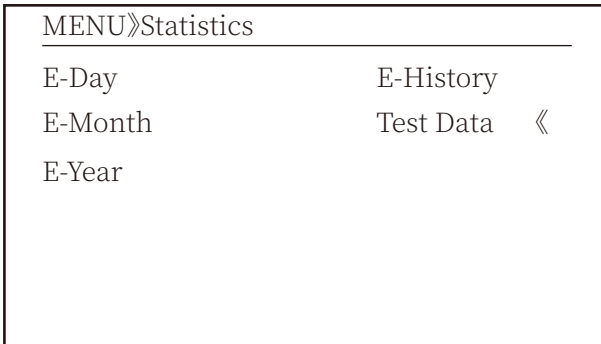 MENU》Statistics
E-Day E-History
E-Month Test Data 《
E-Year